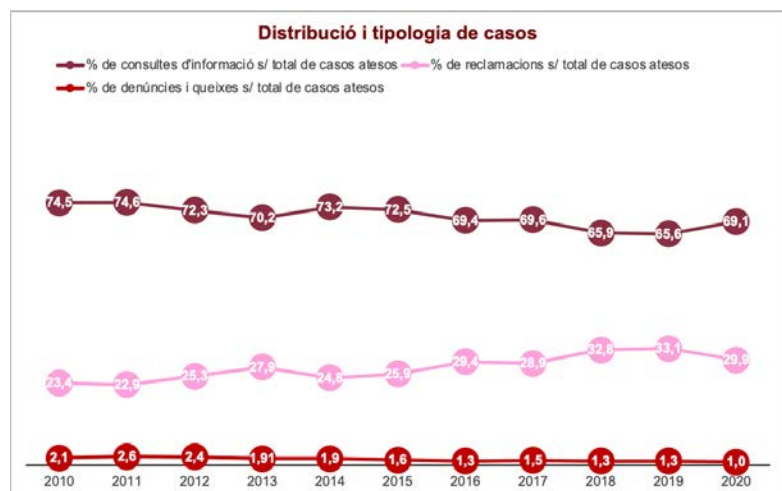 Distribució i tipologia de casos
% de consultes d'informació s/ total de casos atesos % de reclamacions s/ total de casos atesos
% de denúncies i queixes s/ total de casos atesos
74,5 74,6 72,3 70,2 73,2 72,5 69,4 69,6 65,9 65,6 69,1
23,4 22,9 25,3 27,9 24,8 25,9 29,4 28,9 32,8 33,1 29,9
2,1 2,6 2,4 1,91 1,9 1,6 1,3 1,5 1,3 1,3 1,0
2010 2011 2012 2013 2014 2015 2016 2017 2018 2019 2020